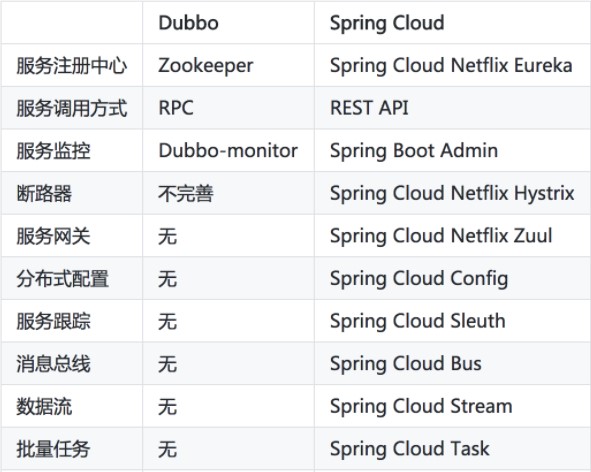 Dubbo Spring Cloud
服务注册中心 Zookeeper Spring Cloud Netflix Eureka
服务调用方式 RPC REST API
服务监控 Dubbo-monitor Spring Boot Admin
断路器 不完善 Spring Cloud Netflix Hystrix
服务网关 无 Spring Cloud Netflix Zuul
分布式配置 无 Spring Cloud Config
服务跟踪 无 Spring Cloud Sleuth
消息总线 无 Spring Cloud Bus
数据流 无 Spring Cloud Stream
批量任务 无 Spring Cloud Task